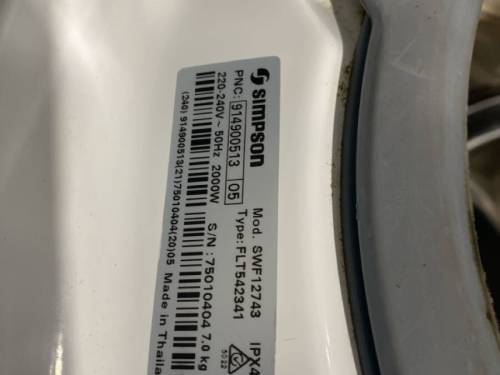 SIMPSON
PNC: 914900513 05 Mod. SWF12743
Type: FLT542341 IPX4
220-240V~ 50Hz 2000W
S/N: 75010404 7.0 kg
(240) 914900513(21)75010404(20)05 Made in Thaila